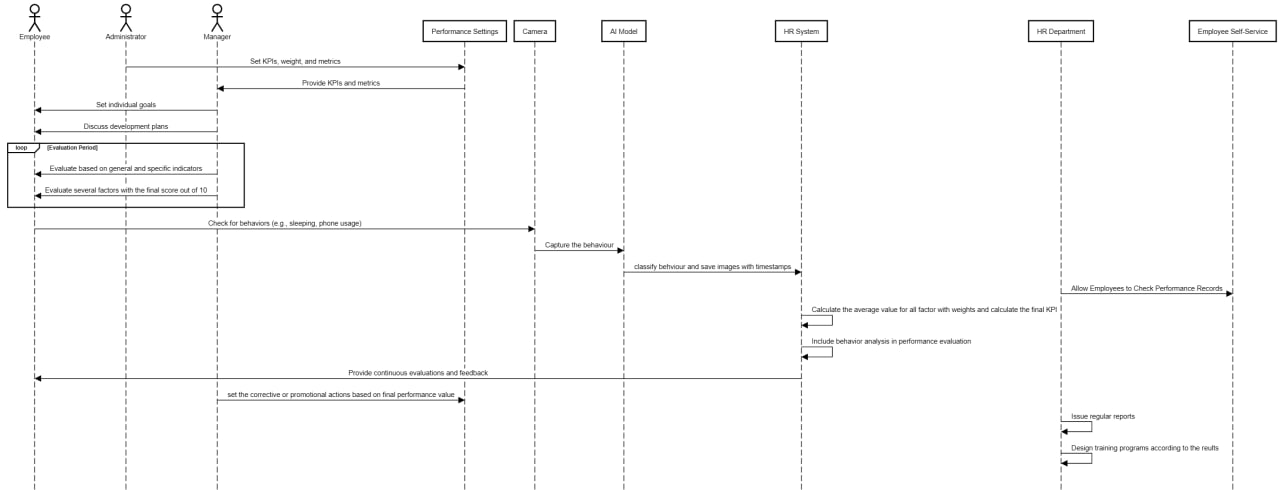 Employee
Administrator
Manager
Performance Settings
Camera
AI Model
HR System
HR Department
Employee Self-Service
Set KPIs, weight, and metrics
Provide KPIs and metrics
Set individual goals
Discuss development plans
loop
[Evaluation Period]
Evaluate based on general and specific indicators
Evaluate several factors with the final score out of 10
Check for behaviors (e.g., sleeping, phone usage)
Capture the behaviour
classify behviour and save images with timestamps
Allow Employees to Check Performance Records
Calculate the average value for all factor with weights and calculate the final KPI
Include behavior analysis in performance evaluation
Provide continuous evaluations and feedback
set the corrective or promotional actions based on final performance value
Issue regular reports
Design training programs according to the reults